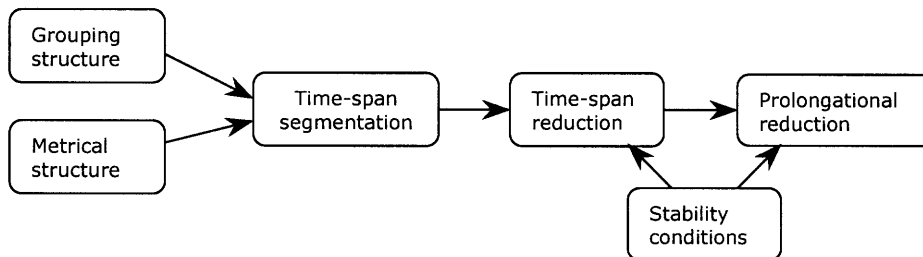 Grouping
structure
Metrical
structure
Time-span
segmentation
Time-span
reduction
Prolongational
reduction
Stability
conditions